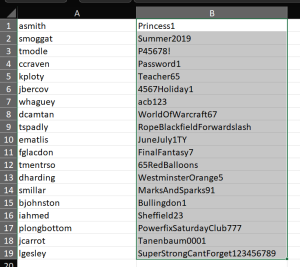 A B
1 asmith Princess1
2 smoggat Summer2019
3 tmodle P45678!
4 ccraven Password1
5 kploty Teacher65
6 jbercov 4567Holiday1
7 whaguey acb123
8 dcamtan WorldOfWarcraft67
9 tspadly RopeBlackfieldForwardslash
10 ematlis JuneJuly1TY
11 fglacdon FinalFantasy7
12 tmentrso 65RedBalloons
13 dharding WestminsterOrange5
14 smillar MarksAndSparks91
15 bjohnston Bullingdon1
16 iahmed Sheffield23
17 plongbottom PowerfixSaturdayClub777
18 jcarrot Tanenbaum0001
19 lgesley SuperStrongCantForget123456789
20